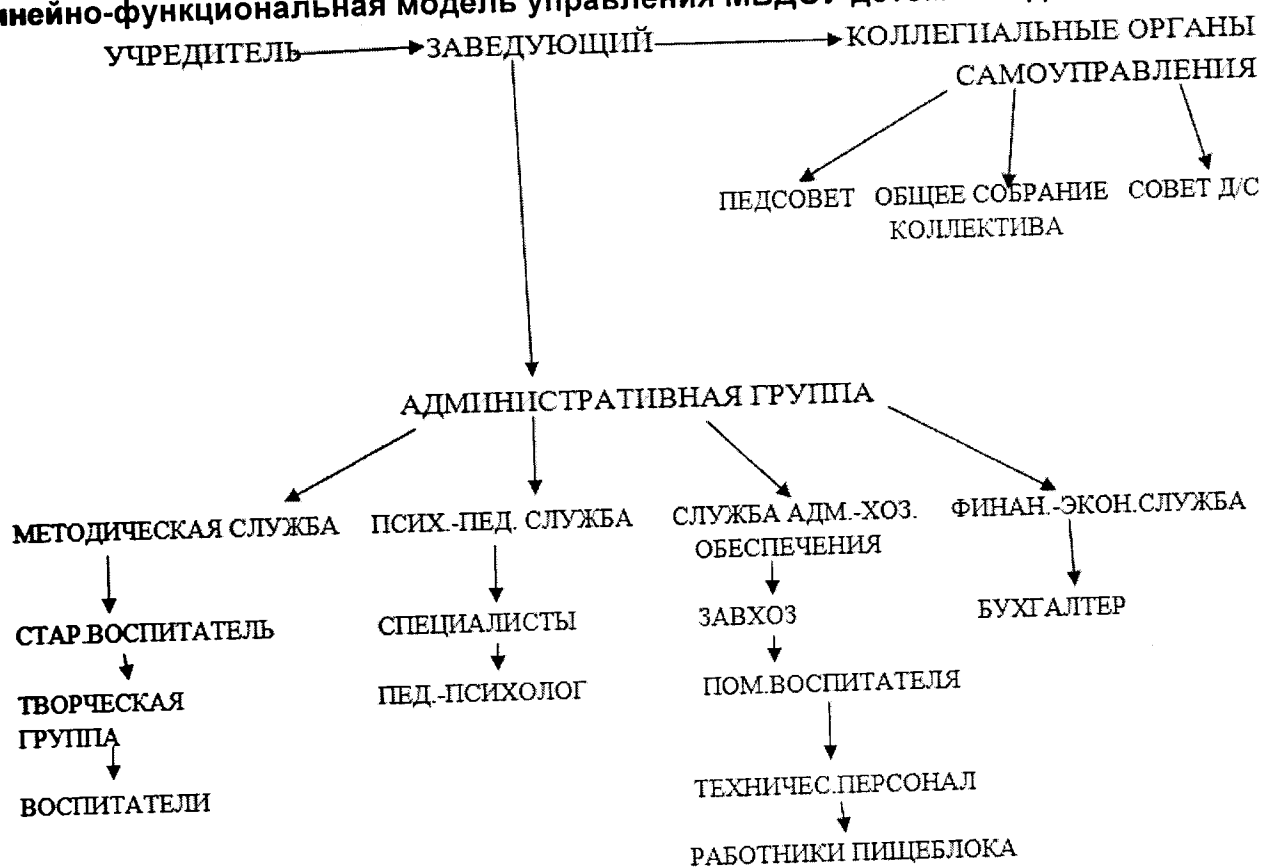 нейно-функциональная модель управления
УЧРЕДИТЕЛЬ ЗАВЕДУЮЩИЙ КОЛЛЕГИАЛЬНЫЕ ОРГАНЫ
САМОУПРАВЛЕНИЯ
ПЕДСОВЕТ ОБЩЕЕ СОБРАНИЕ СОВЕТ Д/С
КОЛЛЕКТИВА
АДМИНИСТРАТИВНАЯ ГРУППА
МЕТОДИЧЕСКАЯ СЛУЖБА ПСИХ.-ПЕД. СЛУЖБА СЛУЖБА АДМ.-ХОЗ. ФИНАН.-ЭКОН.СЛУЖБА
ОБЕСПЕЧЕНИЯ
СТАР.ВОСПИТАТЕЛЬ СПЕЦИАЛИСТЫ ЗАВХОЗ БУХГАЛТЕР
ТВОРЧЕСКАЯ ПЕД.-ПСИХОЛОГ ПОМ.ВОСПИТАТЕЛЯ
ГРУППА
ВОСПИТАТЕЛИ ТЕХНИЧЕС.ПЕРСОНАЛ
РАБОТНИКИ ПИЩЕБЛОКА